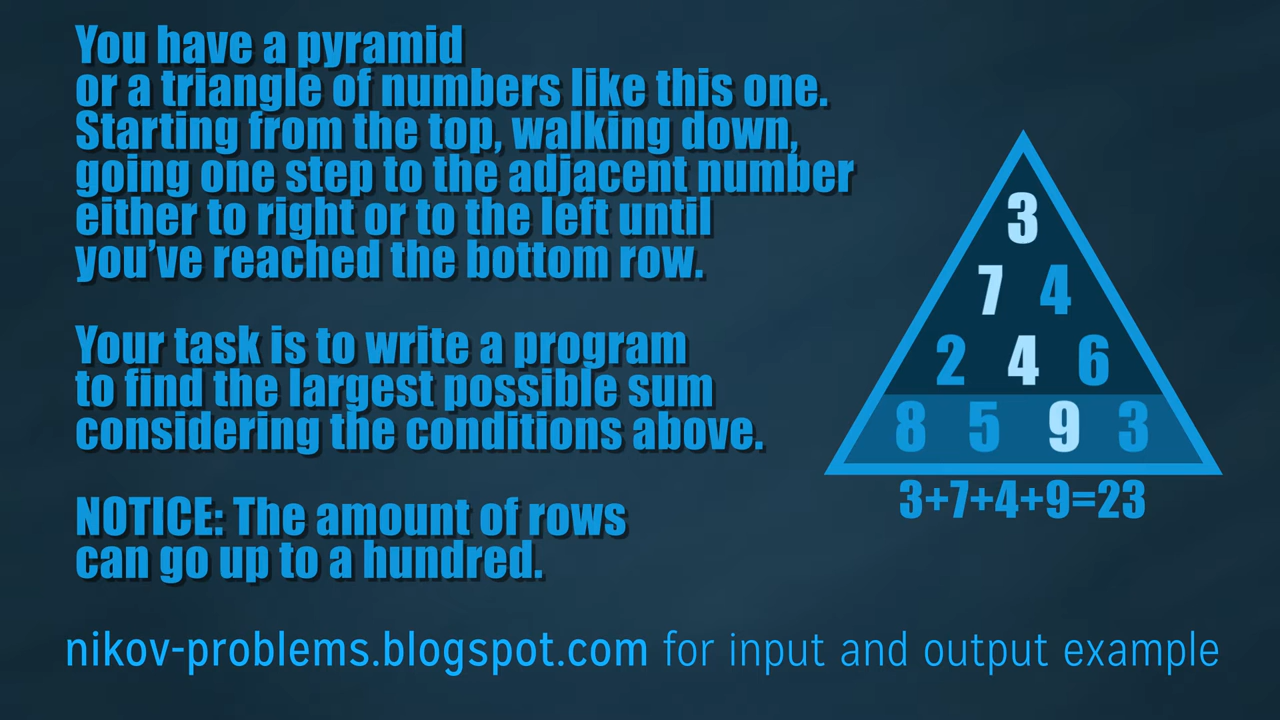 You have a pyramid
or a triangle of numbers like this one.
Starting from the top, walking down,
going one step to the adjacent number
either to right or to the left until
you've reached the bottom row.
Your task is to write a program
to find the largest possible sum
considering the conditions above.
NOTICE: The amount of rows
can go up to a hundred.
3
7 4
2 4 6
8 5 9 3
3+7+4+9=23
nikov-problems.blogspot.com for input and output example